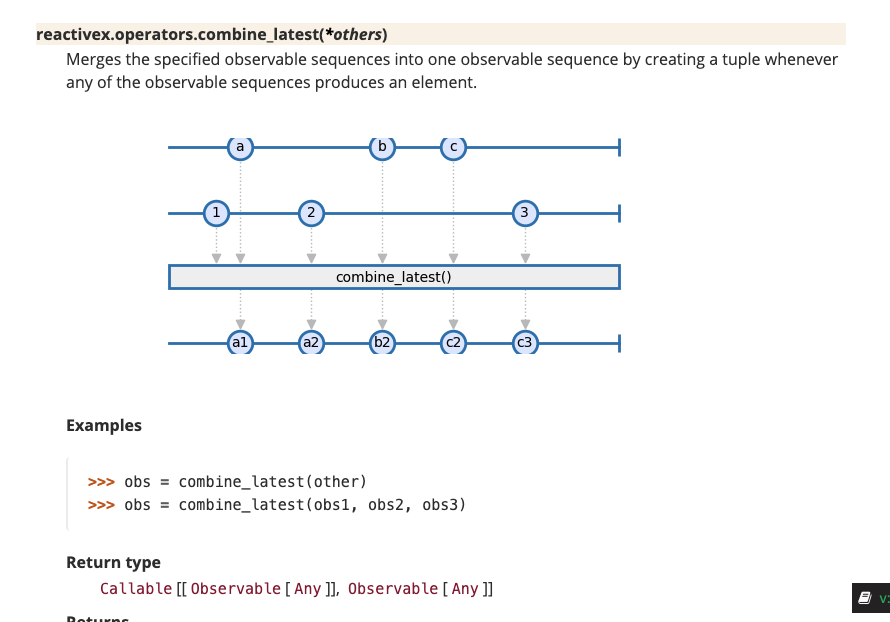 reactivex.operators.combine_latest(*others)
Merges the specified observable sequences into one observable sequence by creating a tuple whenever
any of the observable sequences produces an element.
a b c
1 2 3
combine_latest()
a1 a2 b2 c2 c3
Examples
>>> obs = combine_latest(other)
>>> obs = combine_latest(obs1, obs2, obs3)
Return type
Callable[[Observable[Any]], Observable[Any]]
Returns
v: